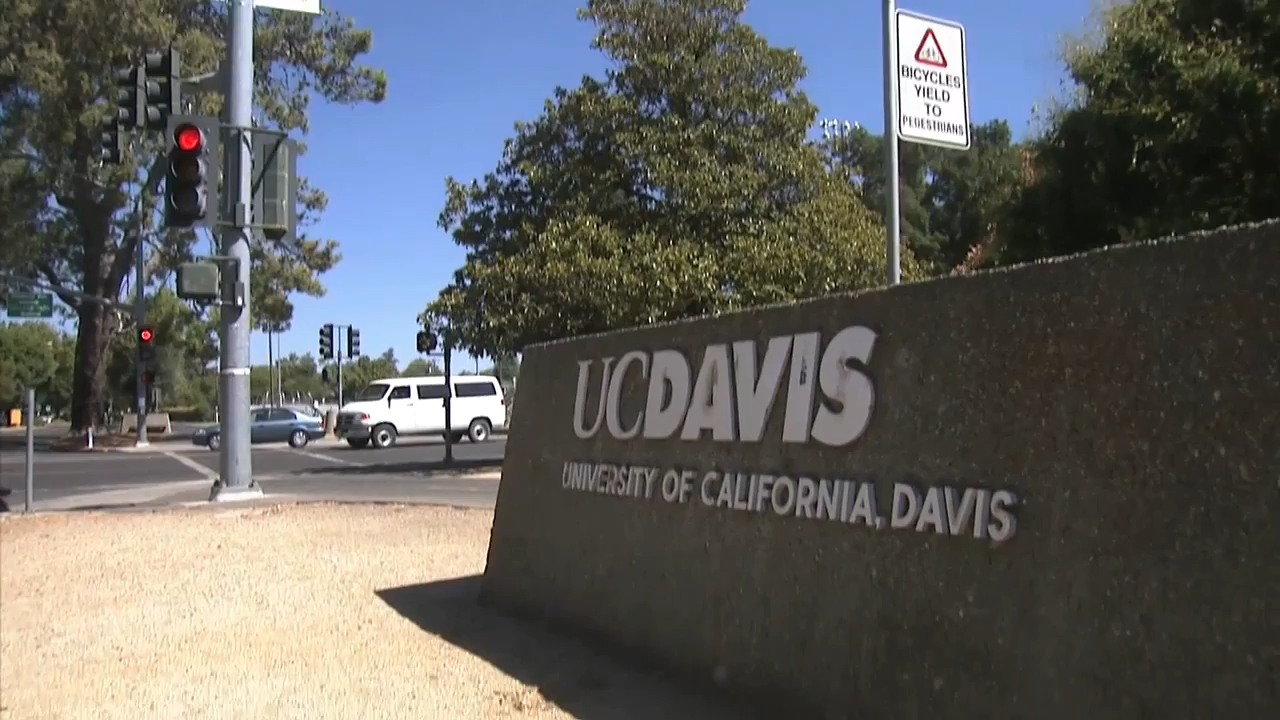 BICYCLES
YIELD
TO
PEDESTRIANS
UCDAVIS
UNIVERSITY OF CALIFORNIA, DAVIS